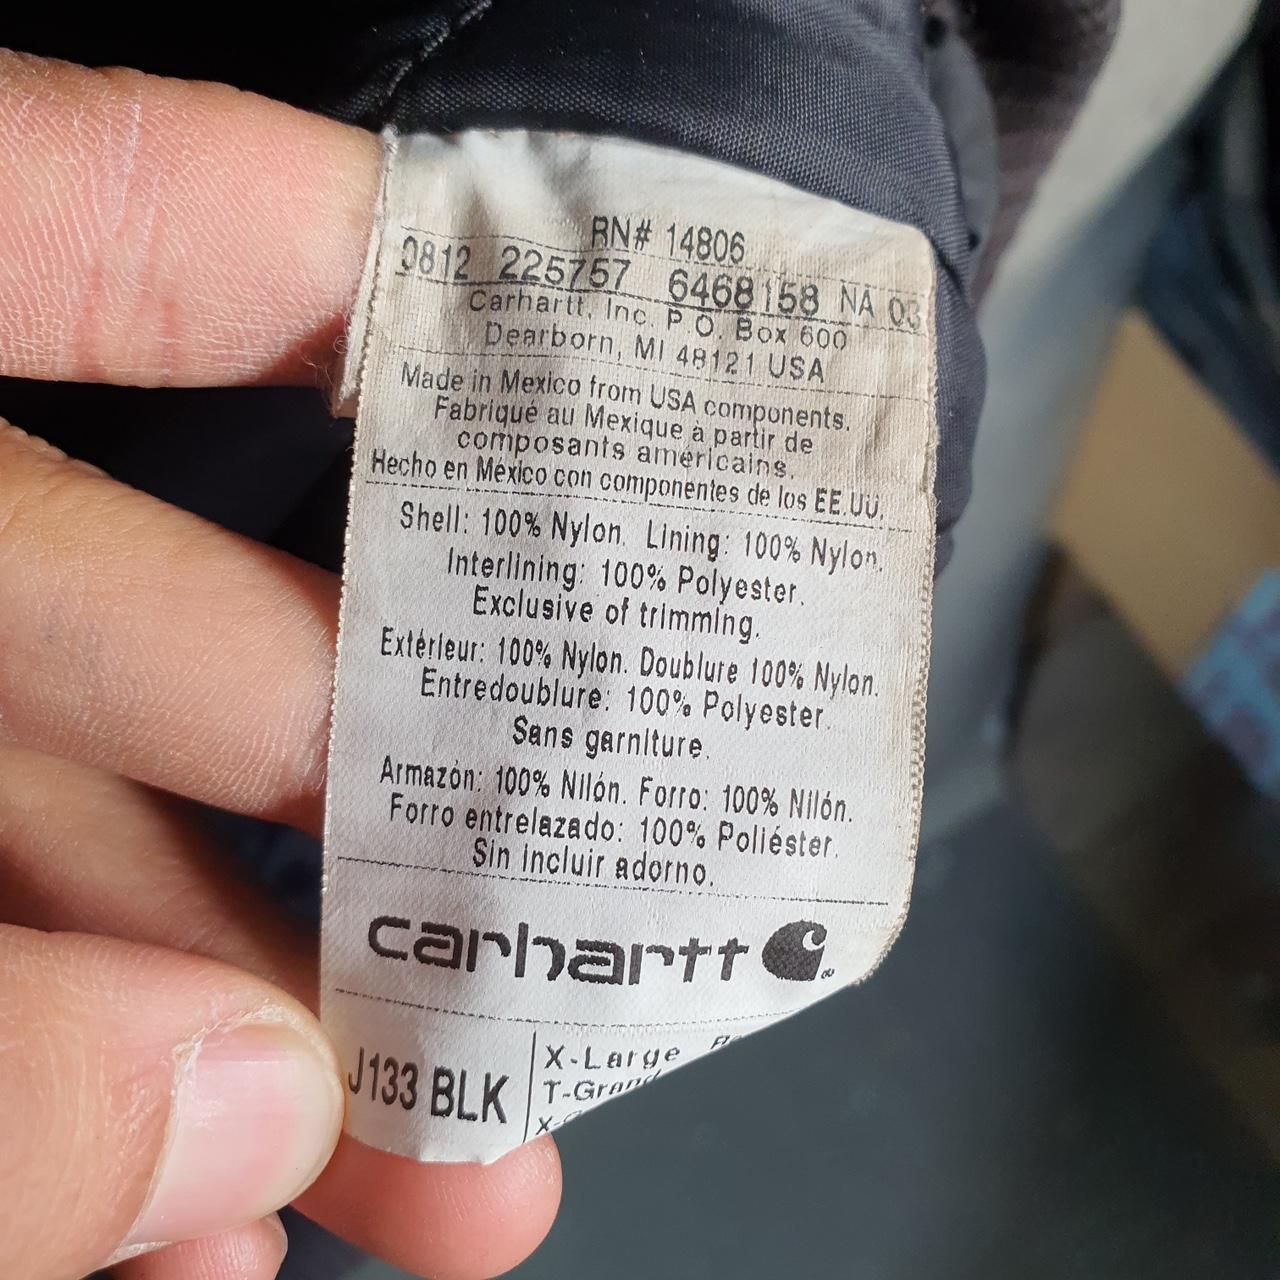 RN# 14806
0812 225757 6468158 NA 03
Carhartt, Inc. P.O. Box 600
Dearborn, MI 48121 USA
Made in Mexico from USA components.
Fabriqué au Mexique à partir de
composants américains.
Hecho en México con componentes de los EE.UU.
Shell: 100% Nylon. Lining: 100% Nylon.
Interlining: 100% Polyester.
Exclusive of trimming.
Extérieur: 100% Nylon. Doublure 100% Nylon.
Entredoublure: 100% Polyester.
Sans garniture.
Armazón: 100% Nilón. Forro: 100% Nilón.
Forro entrelazado: 100% Poliéster.
Sin incluir adorno.
carhartt
J133 BLK
X-Large